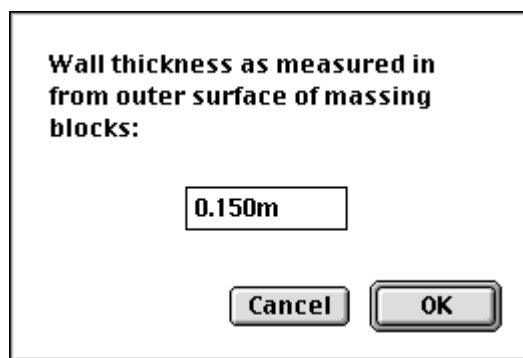 Wall thickness as measured in
from outer surface of massing
blocks:
0.150m
Cancel OK